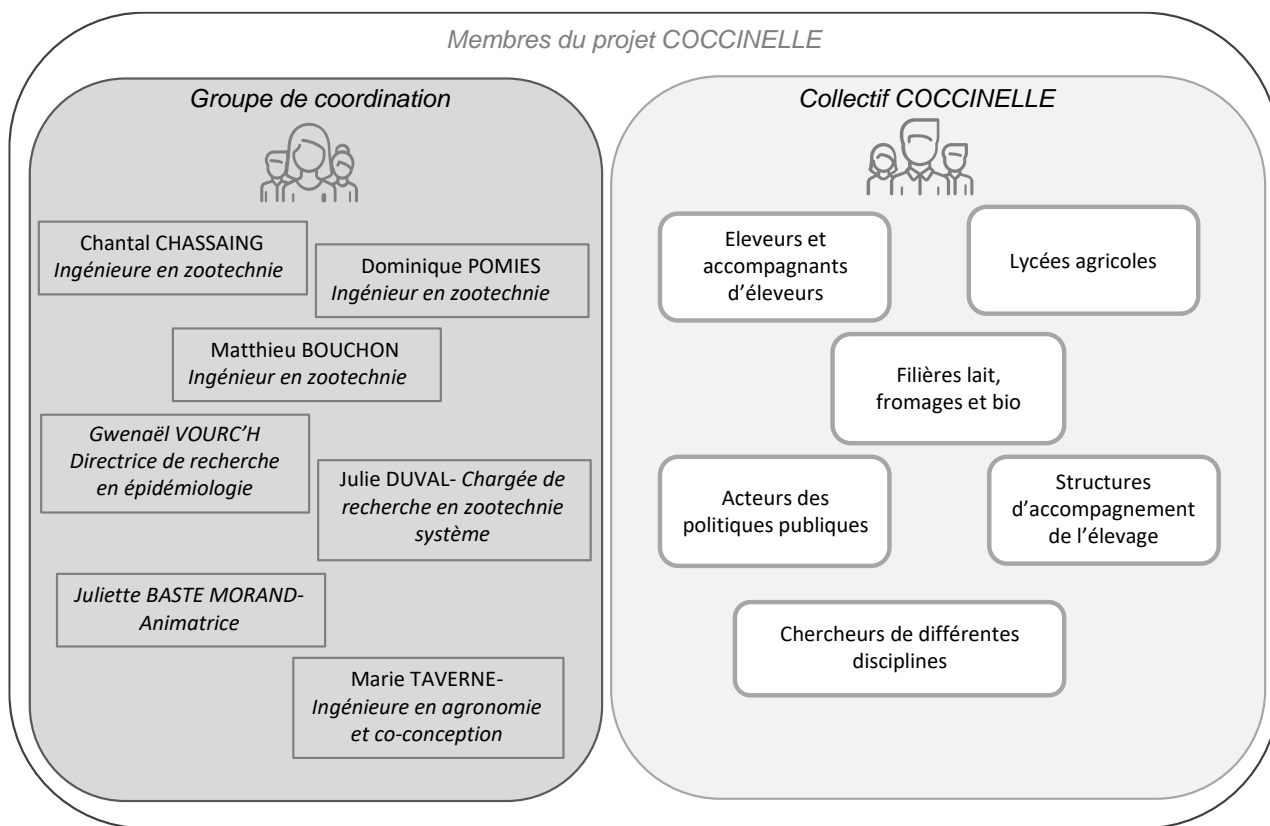 Membres du projet COCCINELLE
Groupe de coordination
Chantal CHASSAING
Ingénieure en zootechnie
Dominique POMIES
Ingénieur en zootechnie
Matthieu BOUCHON
Ingénieur en zootechnie
Gwenaël VOURC’H
Directrice de recherche
en épidémiologie
Julie DUVAL- Chargée de
recherche en zootechnie
système
Juliette BASTE MORAND-
Animatrice
Marie TAVERNE-
Ingénieure en agronomie
et co-conception
Collectif COCCINELLE
Eleveurs et
accompagnants
d’éleveurs
Lycées agricoles
Filières lait,
fromages et bio
Acteurs des
politiques publiques
Structures
d’accompagnement
de l’élevage
Chercheurs de différentes
disciplines